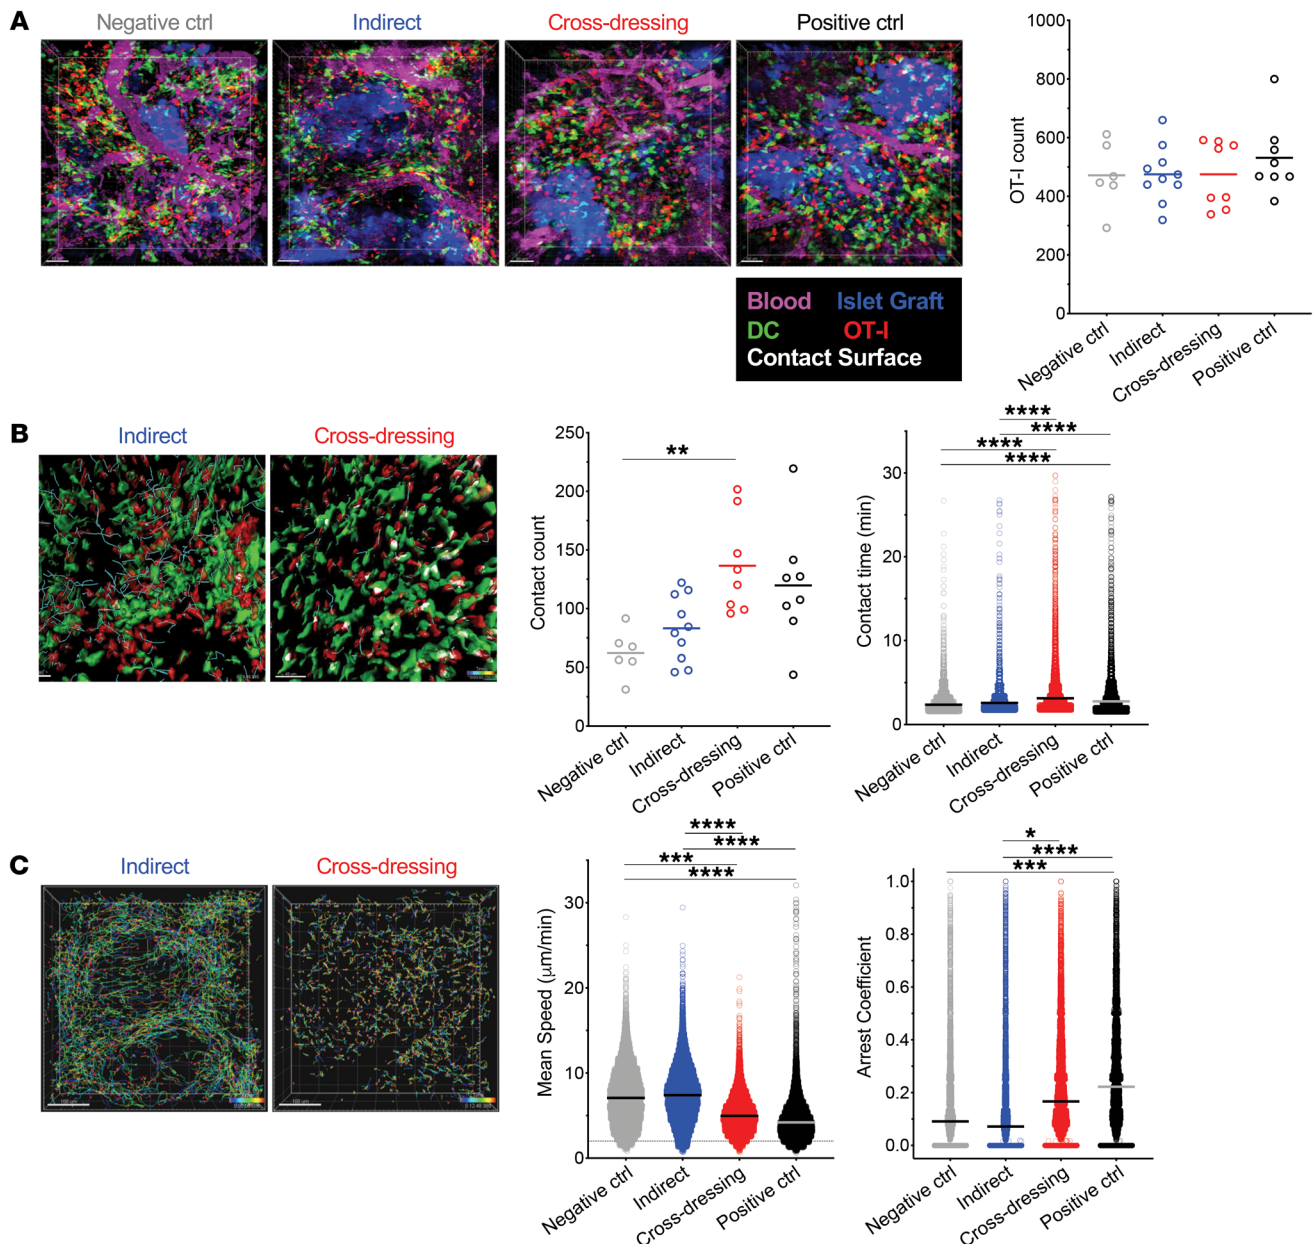 A
Negative ctrl
Indirect
Cross-dressing
Positive ctrl
Blood Islet Graft
DC OT-I
Contact Surface
OT-I count
1000
800
600
400
200
0
Negative ctrl
Indirect
Cross-dressing
Positive ctrl
B
Indirect
Cross-dressing
Contact count
250
200
150
100
50
0
**
Negative ctrl
Indirect
Cross-dressing
Positive ctrl
Contact time (min)
30
20
10
0
****
****
****
****
Negative ctrl
Indirect
Cross-dressing
Positive ctrl
C
Indirect
Cross-dressing
Mean Speed (μm/min)
30
20
10
0
****
****
***
****
Negative ctrl
Indirect
Cross-dressing
Positive ctrl
Arrest Coefficient
1.0
0.8
0.6
0.4
0.2
0.0
*
****
***
Negative ctrl
Indirect
Cross-dressing
Positive ctrl